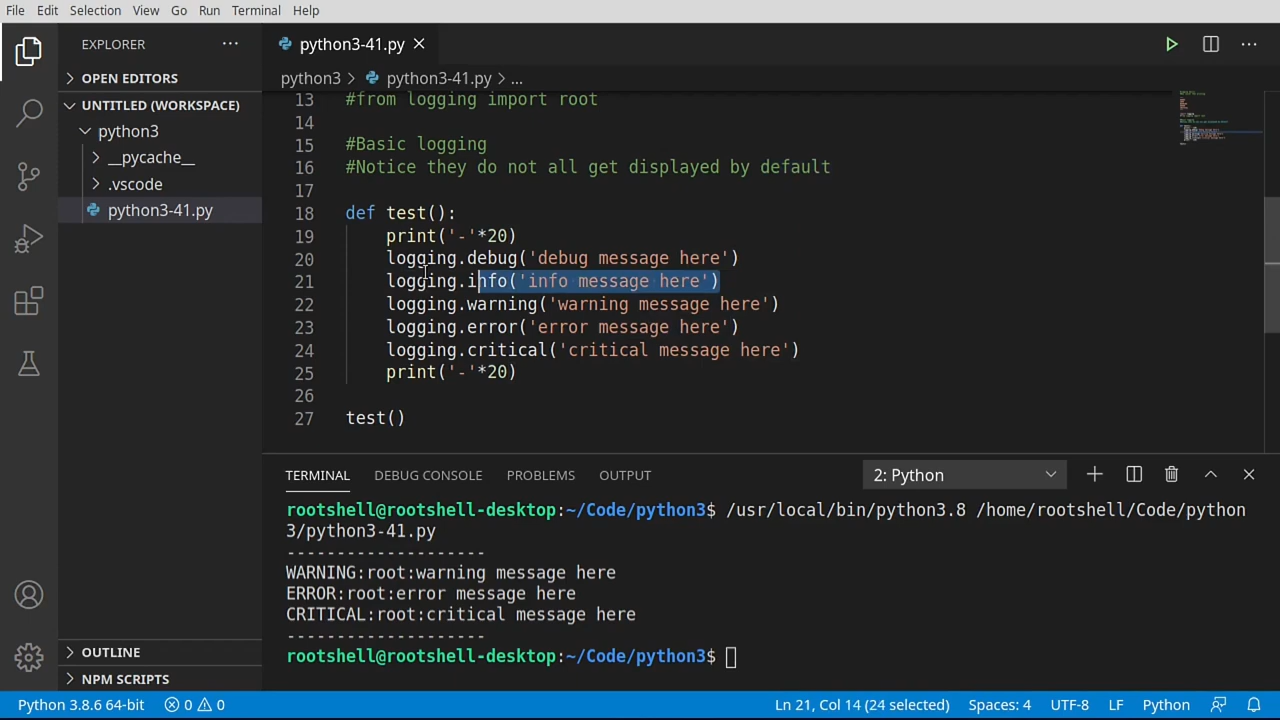 File Edit Selection View Go Run Terminal Help
EXPLORER
OPEN EDITORS
UNTITLED (WORKSPACE)
python3
__pycache__
.vscode
python3-41.py
OUTLINE
NPM SCRIPTS
python3-41.py
python3 > python3-41.py > ...
13 #from logging import root
14
15 #Basic logging
16 #Notice they do not all get displayed by default
17
18 def test():
19 print('-'*20)
20 logging.debug('debug message here')
21 logging.info('info message here')
22 logging.warning('warning message here')
23 logging.error('error message here')
24 logging.critical('critical message here')
25 print('-'*20)
26
27 test()
TERMINAL DEBUG CONSOLE PROBLEMS OUTPUT 2: Python
rootshell@rootshell-desktop:~/Code/python3$ /usr/local/bin/python3.8 /home/rootshell/Code/python
3/python3-41.py
--------------------
WARNING:root:warning message here
ERROR:root:error message here
CRITICAL:root:critical message here
--------------------
rootshell@rootshell-desktop:~/Code/python3$
Python 3.8.6 64-bit 0 0 Ln 21, Col 14 (24 selected) Spaces: 4 UTF-8 LF Python